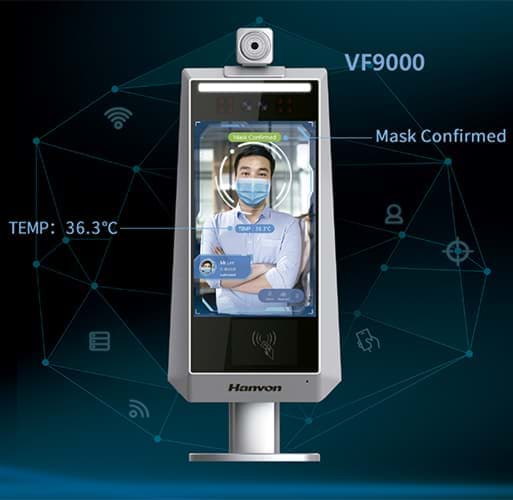 VF9000
Mask Confirmed
Mask Confirmed
TEMP: 36.3°C
TEMP: 36.3°C
Hanvon